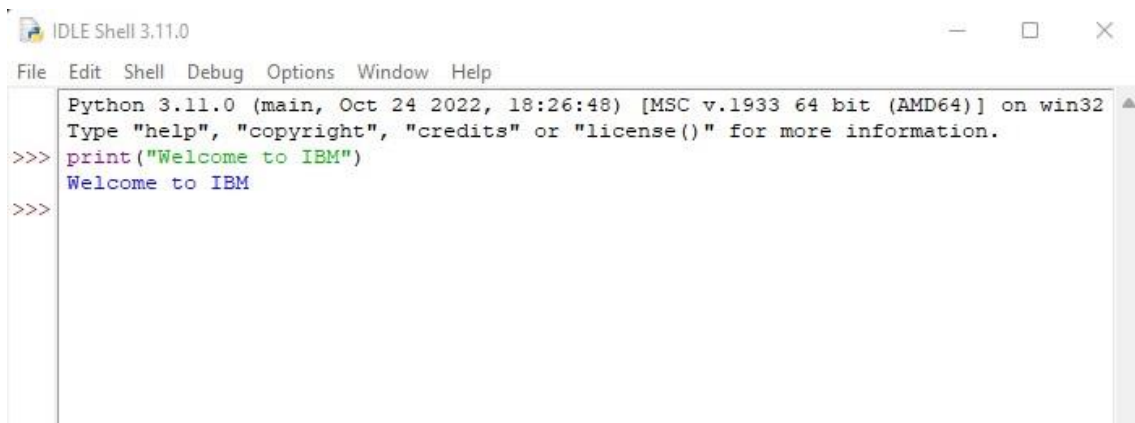 IDLE Shell 3.11.0
File Edit Shell Debug Options Window Help
Python 3.11.0 (main, Oct 24 2022, 18:26:48) [MSC v.1933 64 bit (AMD64)] on win32
Type "help", "copyright", "credits" or "license()" for more information.
>>> print("Welcome to IBM")
Welcome to IBM
>>>